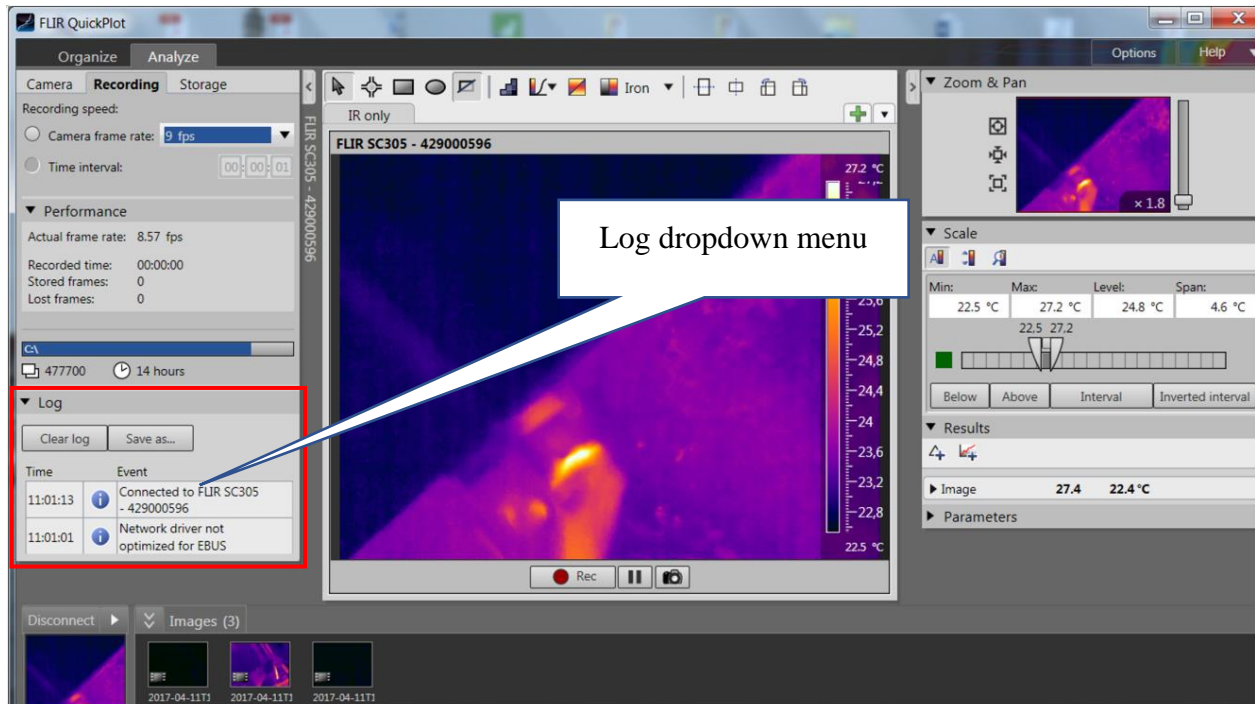 FLIR QuickPlot
Organize Analyze Options Help
Camera Recording Storage
Recording speed:
Camera frame rate: 9 fps
Time interval: 00:00:01
Performance
Actual frame rate: 8.57 fps
Recorded time: 00:00:00
Stored frames: 0
Lost frames: 0
C:\
477700 14 hours
Log
Clear log Save as...
Time Event
11:01:13 Connected to FLIR SC305
- 429000596
11:01:01 Network driver not
optimized for EBUS
FLIR SC305 - 429000596
Iron
IR only
FLIR SC305 - 429000596
27.2 °C
Log dropdown menu
25,6
25,2
24,8
24,4
24
23,6
23,2
22,8
22.5 °C
Rec
Zoom & Pan
× 1.8
Scale
Min: Max: Level: Span:
22.5 °C 27.2 °C 24.8 °C 4.6 °C
22.5 27.2
Below Above Interval Inverted interval
Results
Image 27.4 22.4 °C
Parameters
Disconnect Images (3)
2017-04-11T1 2017-04-11T1 2017-04-11T1